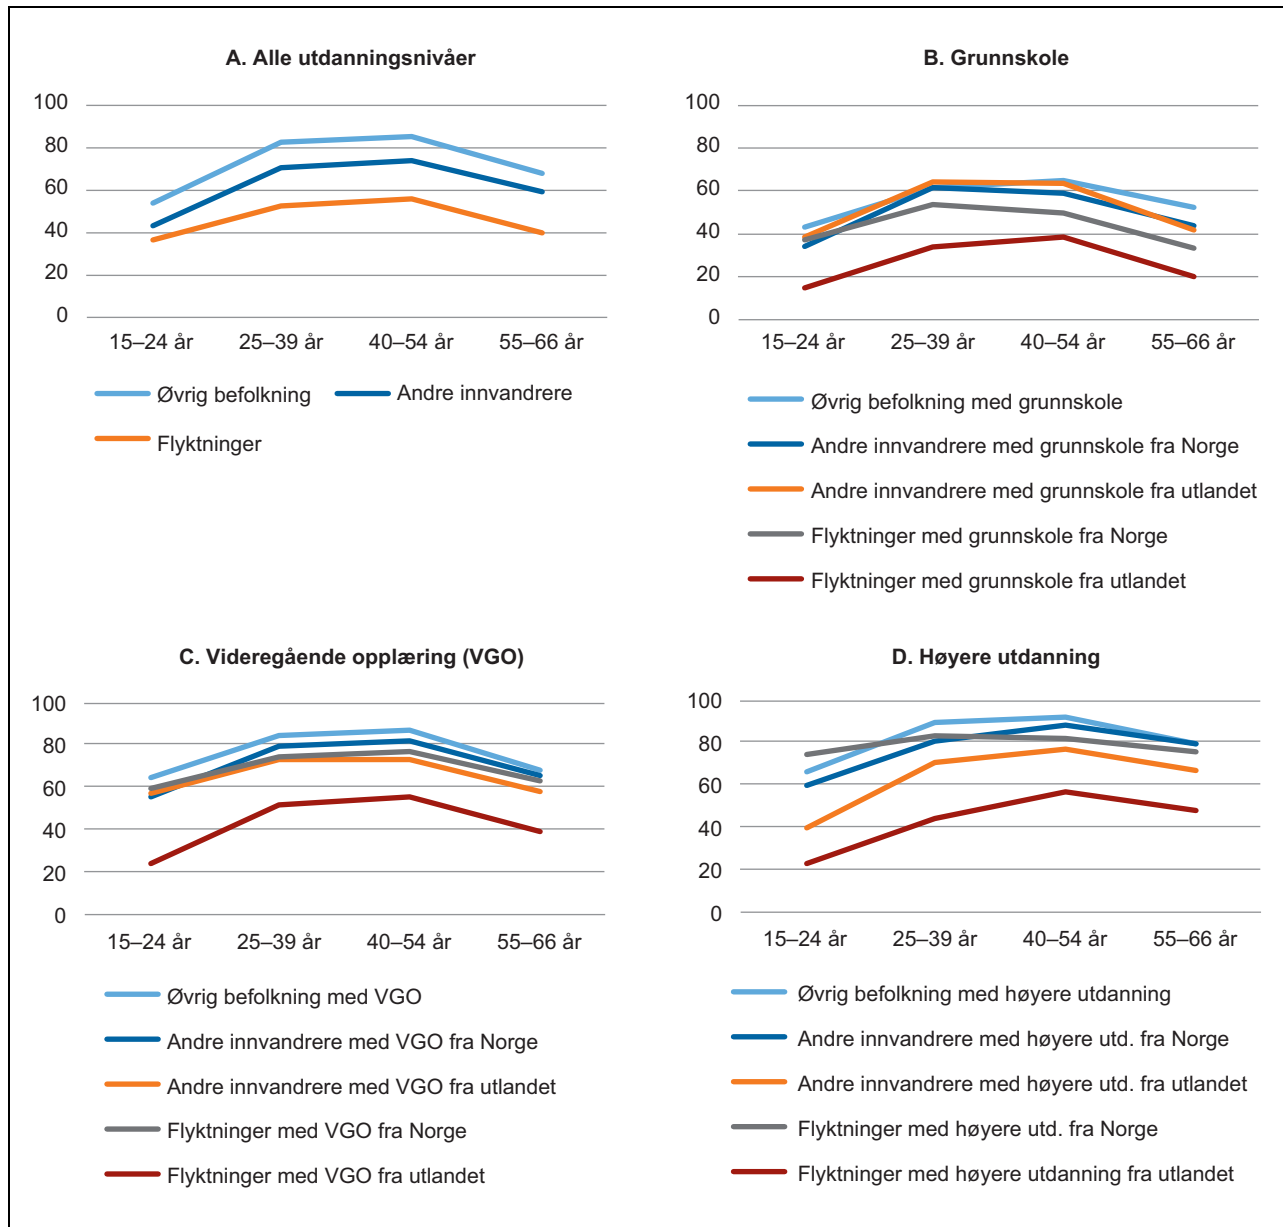 A. Alle utdanningsnivåer
100
80
60
40
20
0
15–24 år 25–39 år 40–54 år 55–66 år
Øvrig befolkning Andre innvandrere
Flyktninger
B. Grunnskole
100
80
60
40
20
0
15–24 år 25–39 år 40–54 år 55–66 år
Øvrig befolkning med grunnskole
Andre innvandrere med grunnskole fra Norge
Andre innvandrere med grunnskole fra utlandet
Flyktninger med grunnskole fra Norge
Flyktninger med grunnskole fra utlandet
C. Videregående opplæring (VGO)
100
80
60
40
20
0
15–24 år 25–39 år 40–54 år 55–66 år
Øvrig befolkning med VGO
Andre innvandrere med VGO fra Norge
Andre innvandrere med VGO fra utlandet
Flyktninger med VGO fra Norge
Flyktninger med VGO fra utlandet
D. Høyere utdanning
100
80
60
40
20
0
15–24 år 25–39 år 40–54 år 55–66 år
Øvrig befolkning med høyere utdanning
Andre innvandrere med høyere utd. fra Norge
Andre innvandrere med høyere utd. fra utlandet
Flyktninger med høyere utd. fra Norge
Flyktninger med høyere utdanning fra utlandet